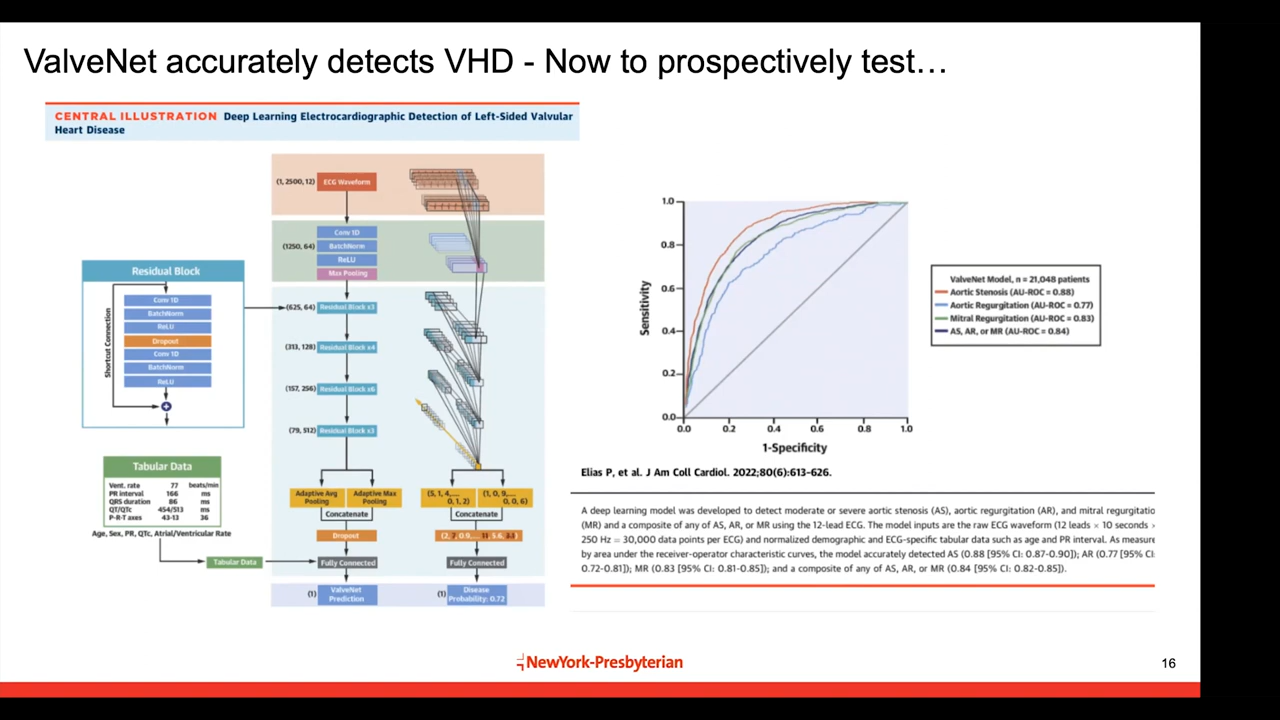 ValveNet accurately detects VHD - Now to prospectively test…
CENTRAL ILLUSTRATION Deep Learning Electrocardiographic Detection of Left-Sided Valvular
Heart Disease
(1, 2500, 12)
ECG Waveform
(1250, 64)
Conv 1D
BatchNorm
ReLU
Max Pooling
Residual Block
Shortcut Connection
Conv 1D
BatchNorm
ReLU
Dropout
Conv 1D
BatchNorm
ReLU
+
(625, 64) Residual Block x3
(313, 128) Residual Block x4
(157, 256) Residual Block x6
(79, 512) Residual Block x3
Tabular Data
Vent. rate 77 beats/min
PR interval 166 ms
QRS duration 86 ms
QT/QTc 454/513 ms
P-R-T axes 43-13 36
Age, Sex, PR, QTc, Atrial/Ventricular Rate
Tabular Data
Adaptive Avg
Pooling
Adaptive Max
Pooling
Concatenate
Dropout
Fully Connected
(1)
ValveNet
Prediction
(5, 1, 4,...
0, 1, 2)
(1, 0, 9,...
0, 0, 6)
Concatenate
Fully Connected
(1)
Disease
Probability: 0.72
Sensitivity
1.0
0.8
0.6
0.4
0.2
0.0
0.0 0.2 0.4 0.6 0.8 1.0
1-Specificity
ValveNet Model, n = 21,048 patients
Aortic Stenosis (AU-ROC = 0.88)
Aortic Regurgitation (AU-ROC = 0.77)
Mitral Regurgitation (AU-ROC = 0.83)
AS, AR, or MR (AU-ROC = 0.84)
Elias P, et al. J Am Coll Cardiol. 2022;80(6):613-626.
A deep learning model was developed to detect moderate or severe aortic stenosis (AS), aortic regurgitation (AR), and mitral regurgitatio
(MR) and a composite of any of AS, AR, or MR using the 12-lead ECG. The model inputs are the raw ECG waveform (12 leads × 10 seconds
250 Hz = 30,000 data points per ECG) and normalized demographic and ECG-specific tabular data such as age and PR interval. As measure
by area under the receiver-operator characteristic curves, the model accurately detected AS (0.88 [95% CI: 0.87-0.90]); AR (0.77 [95% CI:
0.72-0.81]); MR (0.83 [95% CI: 0.81-0.85]); and a composite of any of AS, AR, or MR (0.84 [95% CI: 0.82-0.85]).
NewYork-Presbyterian
16